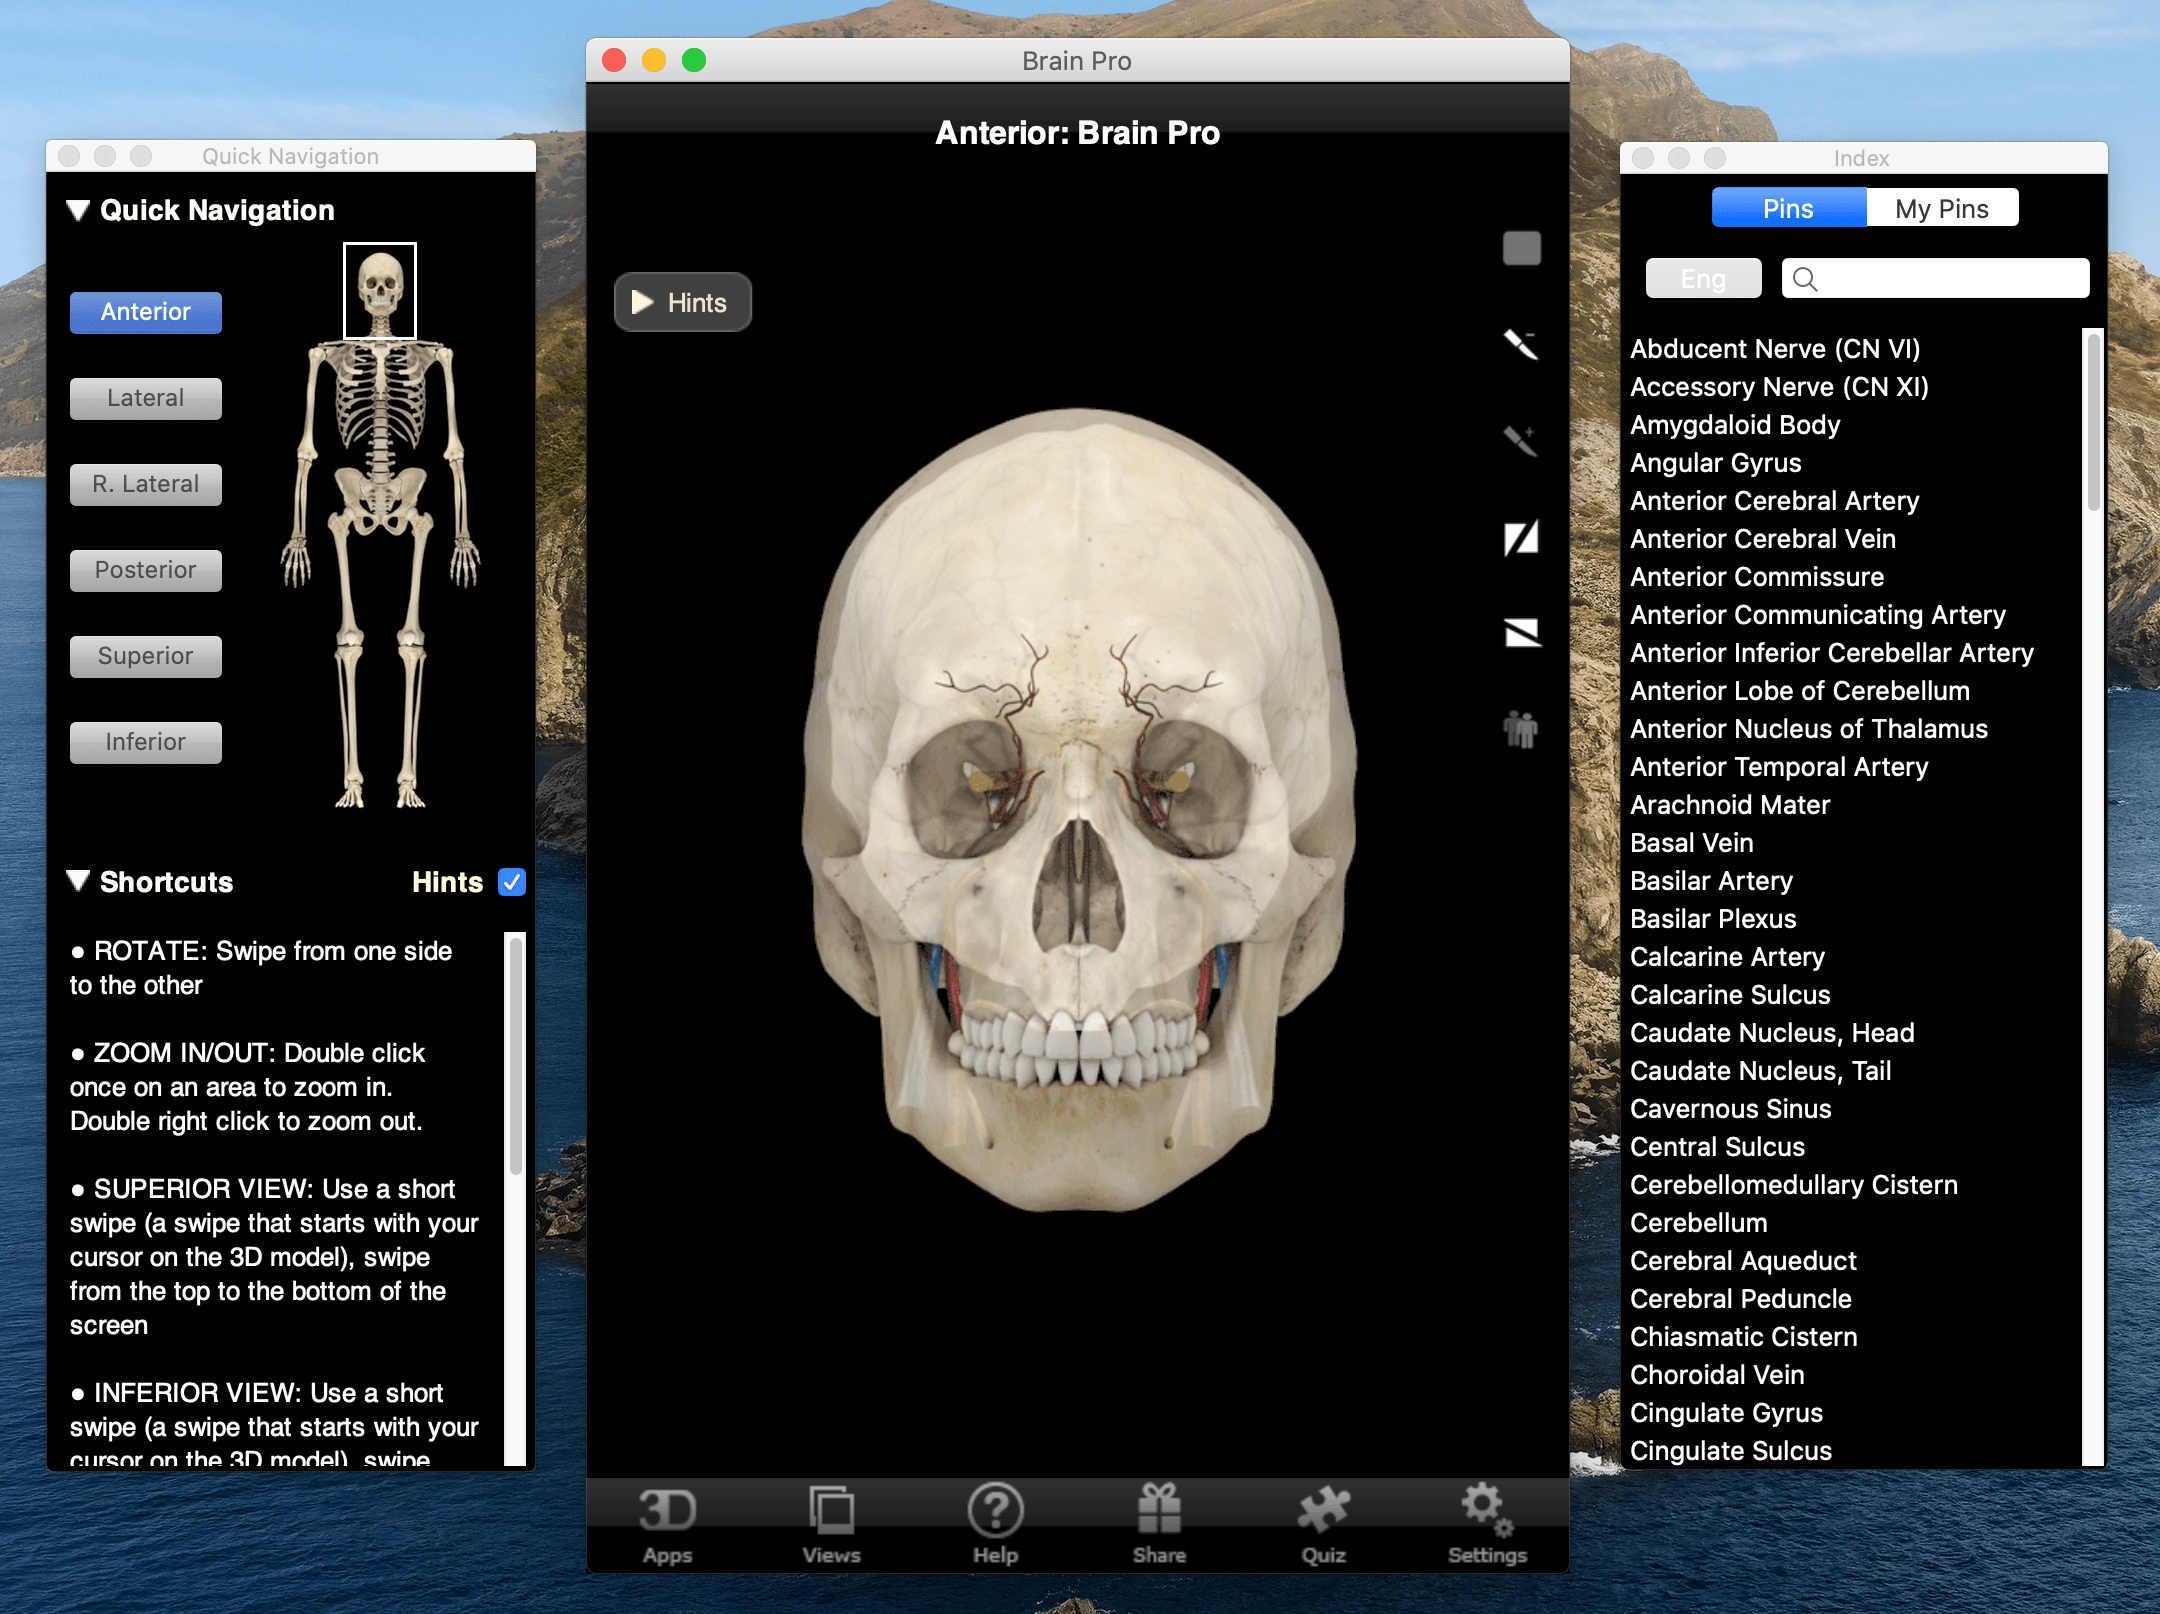 Quick Navigation
Quick Navigation
Anterior
Lateral
R. Lateral
Posterior
Superior
Inferior
Shortcuts
Hints
● ROTATE: Swipe from one side
to the other
● ZOOM IN/OUT: Double click
once on an area to zoom in.
Double right click to zoom out.
● SUPERIOR VIEW: Use a short
swipe (a swipe that starts with your
cursor on the 3D model), swipe
from the top to the bottom of the
screen
● INFERIOR VIEW: Use a short
swipe (a swipe that starts with your
cursor on the 3D model), swipe
Brain Pro
Anterior: Brain Pro
Hints
3D
Apps
Views
?
Help
Share
Quiz
Settings
Index
Pins
My Pins
Eng
Abducent Nerve (CN VI)
Accessory Nerve (CN XI)
Amygdaloid Body
Angular Gyrus
Anterior Cerebral Artery
Anterior Cerebral Vein
Anterior Commissure
Anterior Communicating Artery
Anterior Inferior Cerebellar Artery
Anterior Lobe of Cerebellum
Anterior Nucleus of Thalamus
Anterior Temporal Artery
Arachnoid Mater
Basal Vein
Basilar Artery
Basilar Plexus
Calcarine Artery
Calcarine Sulcus
Caudate Nucleus, Head
Caudate Nucleus, Tail
Cavernous Sinus
Central Sulcus
Cerebellomedullary Cistern
Cerebellum
Cerebral Aqueduct
Cerebral Peduncle
Chiasmatic Cistern
Choroidal Vein
Cingulate Gyrus
Cingulate Sulcus